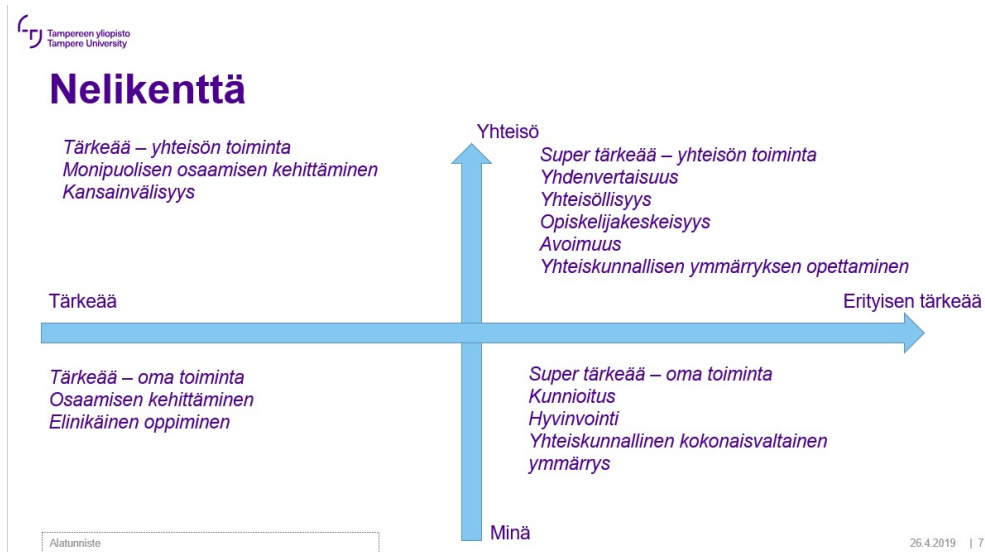 Tampereen yliopisto
Tampere University
Nelikenttä
Yhteisö
Tärkeää – yhteisön toiminta
Monipuolisen osaamisen kehittäminen
Kansainvälisyys
Super tärkeää – yhteisön toiminta
Yhdenvertaisuus
Yhteisöllisyys
Opiskelijakeskeisyys
Avoimuus
Yhteiskunnallisen ymmärryksen opettaminen
Tärkeää
Erityisen tärkeää
Tärkeää – oma toiminta
Osaamisen kehittäminen
Elinikäinen oppiminen
Super tärkeää – oma toiminta
Kunnioitus
Hyvinvointi
Yhteiskunnallinen kokonaisvaltainen
ymmärrys
Minä
Alatunniste
26.4.2019 | 7